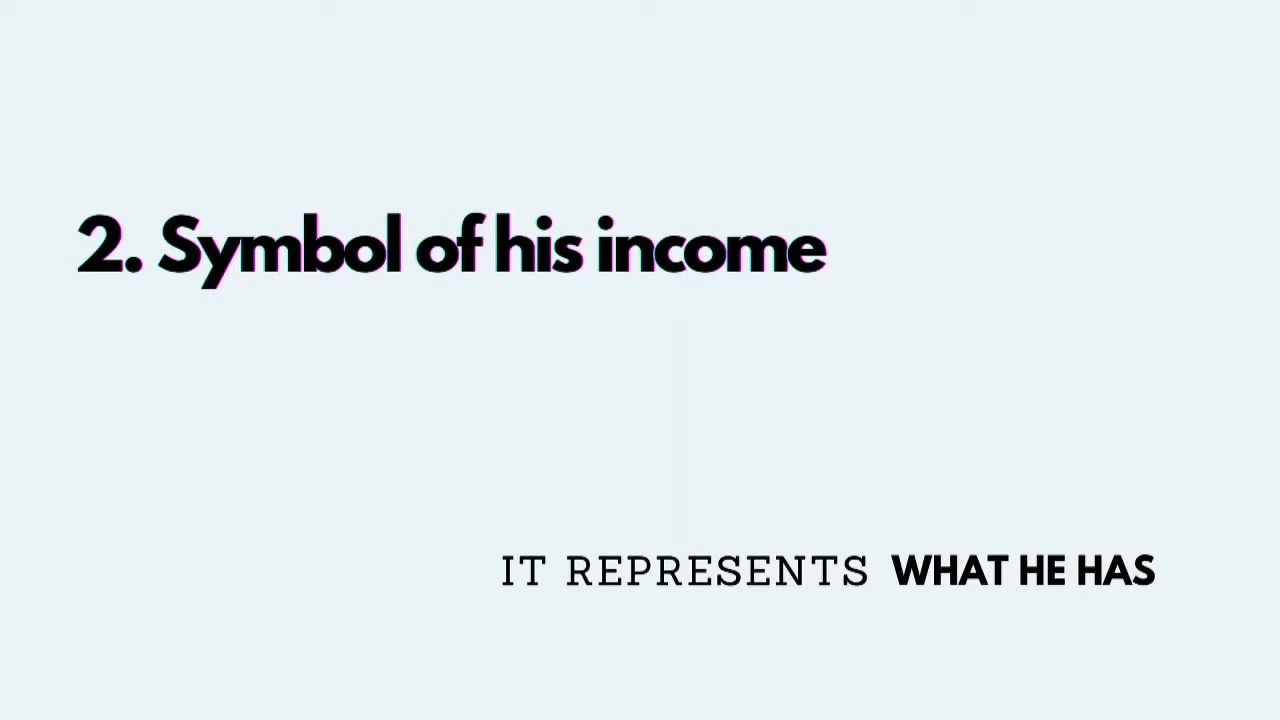 2. Symbol of his income
IT REPRESENTS WHAT HE HAS